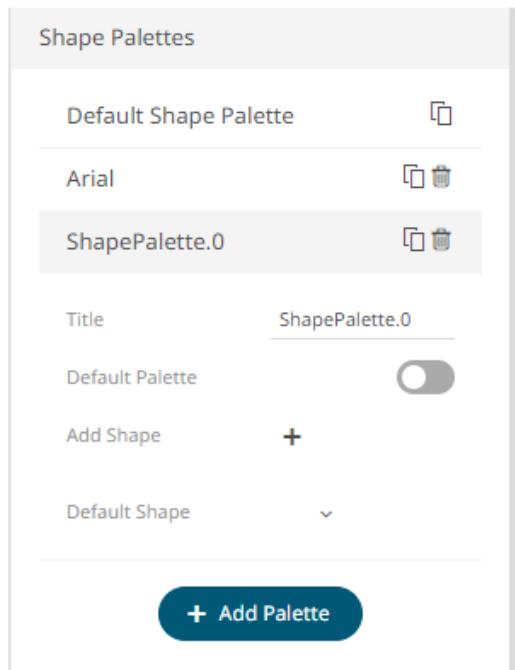 Shape Palettes
Default Shape Palette
Arial
ShapePalette.0
Title ShapePalette.0
Default Palette
Add Shape +
Default Shape
+ Add Palette